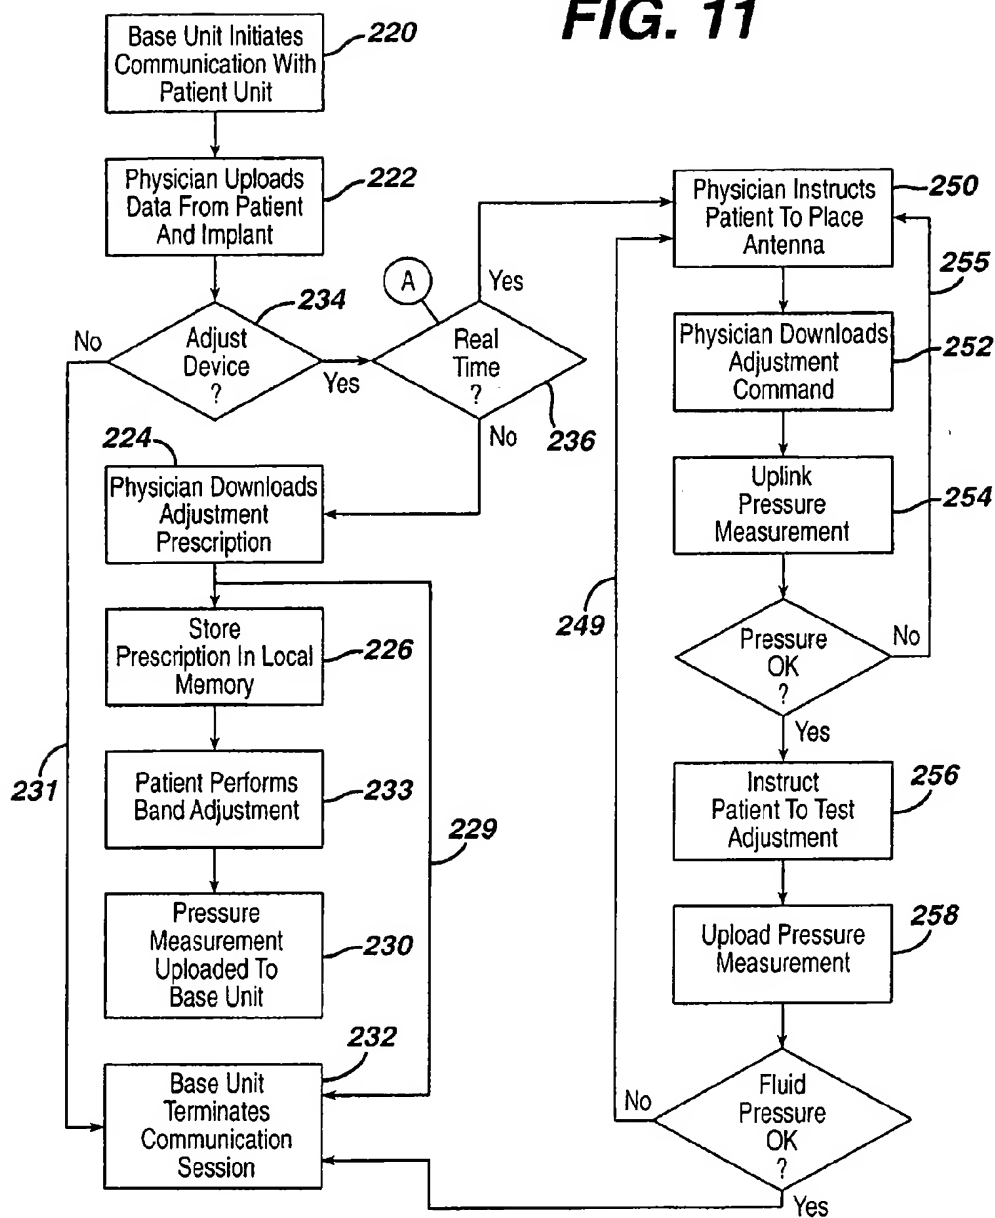 FIG. 11
Base Unit Initiates
Communication With
Patient Unit
220
Physician Uploads
Data From Patient
And Implant
222
Adjust
Device
?
234
No
Yes
A
Real
Time
?
236
Yes
No
224
Physician Downloads
Adjustment
Prescription
Store
Prescription In Local
Memory
226
Patient Performs
Band Adjustment
233
229
231
Pressure
Measurement
Uploaded To
Base Unit
230
232
Base Unit
Terminates
Communication
Session
Physician Instructs
Patient To Place
Antenna
250
255
Physician Downloads
Adjustment
Command
252
Uplink
Pressure
Measurement
254
249
Pressure
OK
?
No
Yes
Instruct
Patient To Test
Adjustment
256
Upload Pressure
Measurement
258
Fluid
Pressure
OK
?
No
Yes